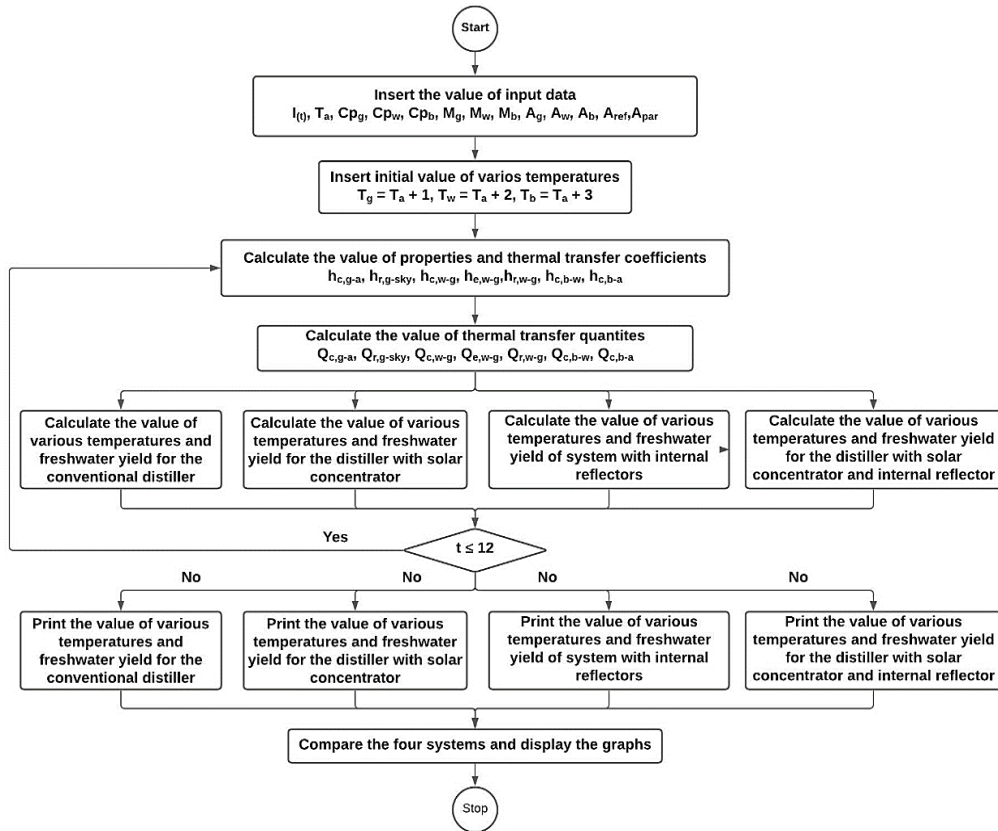 Start
Insert the value of input data
I(t), Ta, Cpg, Cpw, Cpb, Mg, Mw, Mb, Ag, Aw, Ab, Aref,Apar
Insert initial value of varios temperatures
Tg = Ta + 1, Tw = Ta + 2, Tb = Ta + 3
Calculate the value of properties and thermal transfer coefficients
hc,g-a, hr,g-sky, hc,w-g, he,w-g,hr,w-g, hc,b-w, hc,b-a
Calculate the value of thermal transfer quantites
Qc,g-a, Qr,g-sky, Qc,w-g, Qe,w-g, Qr,w-g, Qc,b-w, Qc,b-a
Calculate the value of
various temperatures and
freshwater yield for the
conventional distiller
Calculate the value of various
temperatures and freshwater
yield for the distiller with solar
concentrator
Calculate the value of various
temperatures and freshwater
yield of system with internal
reflectors
Calculate the value of various
temperatures and freshwater yield
for the distiller with solar
concentrator and internal reflector
Yes
t ≤ 12
No
No
No
No
Print the value of various
temperatures and
freshwater yield for the
conventional distiller
Print the value of various
temperatures and freshwater
yield for the distiller with solar
concentrator
Print the value of various
temperatures and freshwater
yield of system with internal
reflectors
Print the value of various
temperatures and freshwater yield
for the distiller with solar
concentrator and internal reflector
Compare the four systems and display the graphs
Stop